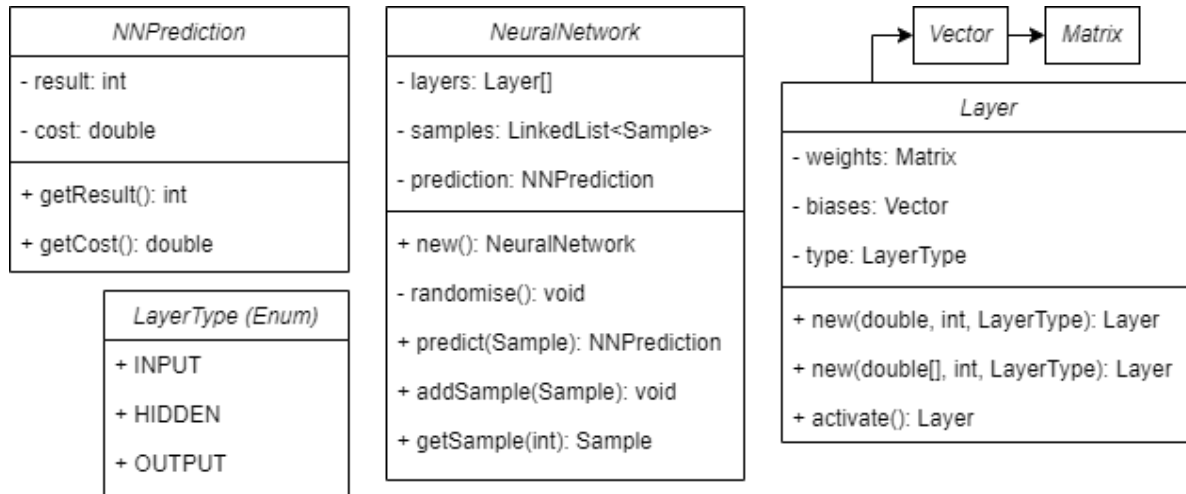 NNPrediction
- result: int
- cost: double
+ getResult(): int
+ getCost(): double
LayerType (Enum)
+ INPUT
+ HIDDEN
+ OUTPUT
NeuralNetwork
- layers: Layer[]
- samples: LinkedList<Sample>
- prediction: NNPrediction
+ new(): NeuralNetwork
- randomise(): void
+ predict(Sample): NNPrediction
+ addSample(Sample): void
+ getSample(int): Sample
Vector
Matrix
Layer
- weights: Matrix
- biases: Vector
- type: LayerType
+ new(double, int, LayerType): Layer
+ new(double[], int, LayerType): Layer
+ activate(): Layer